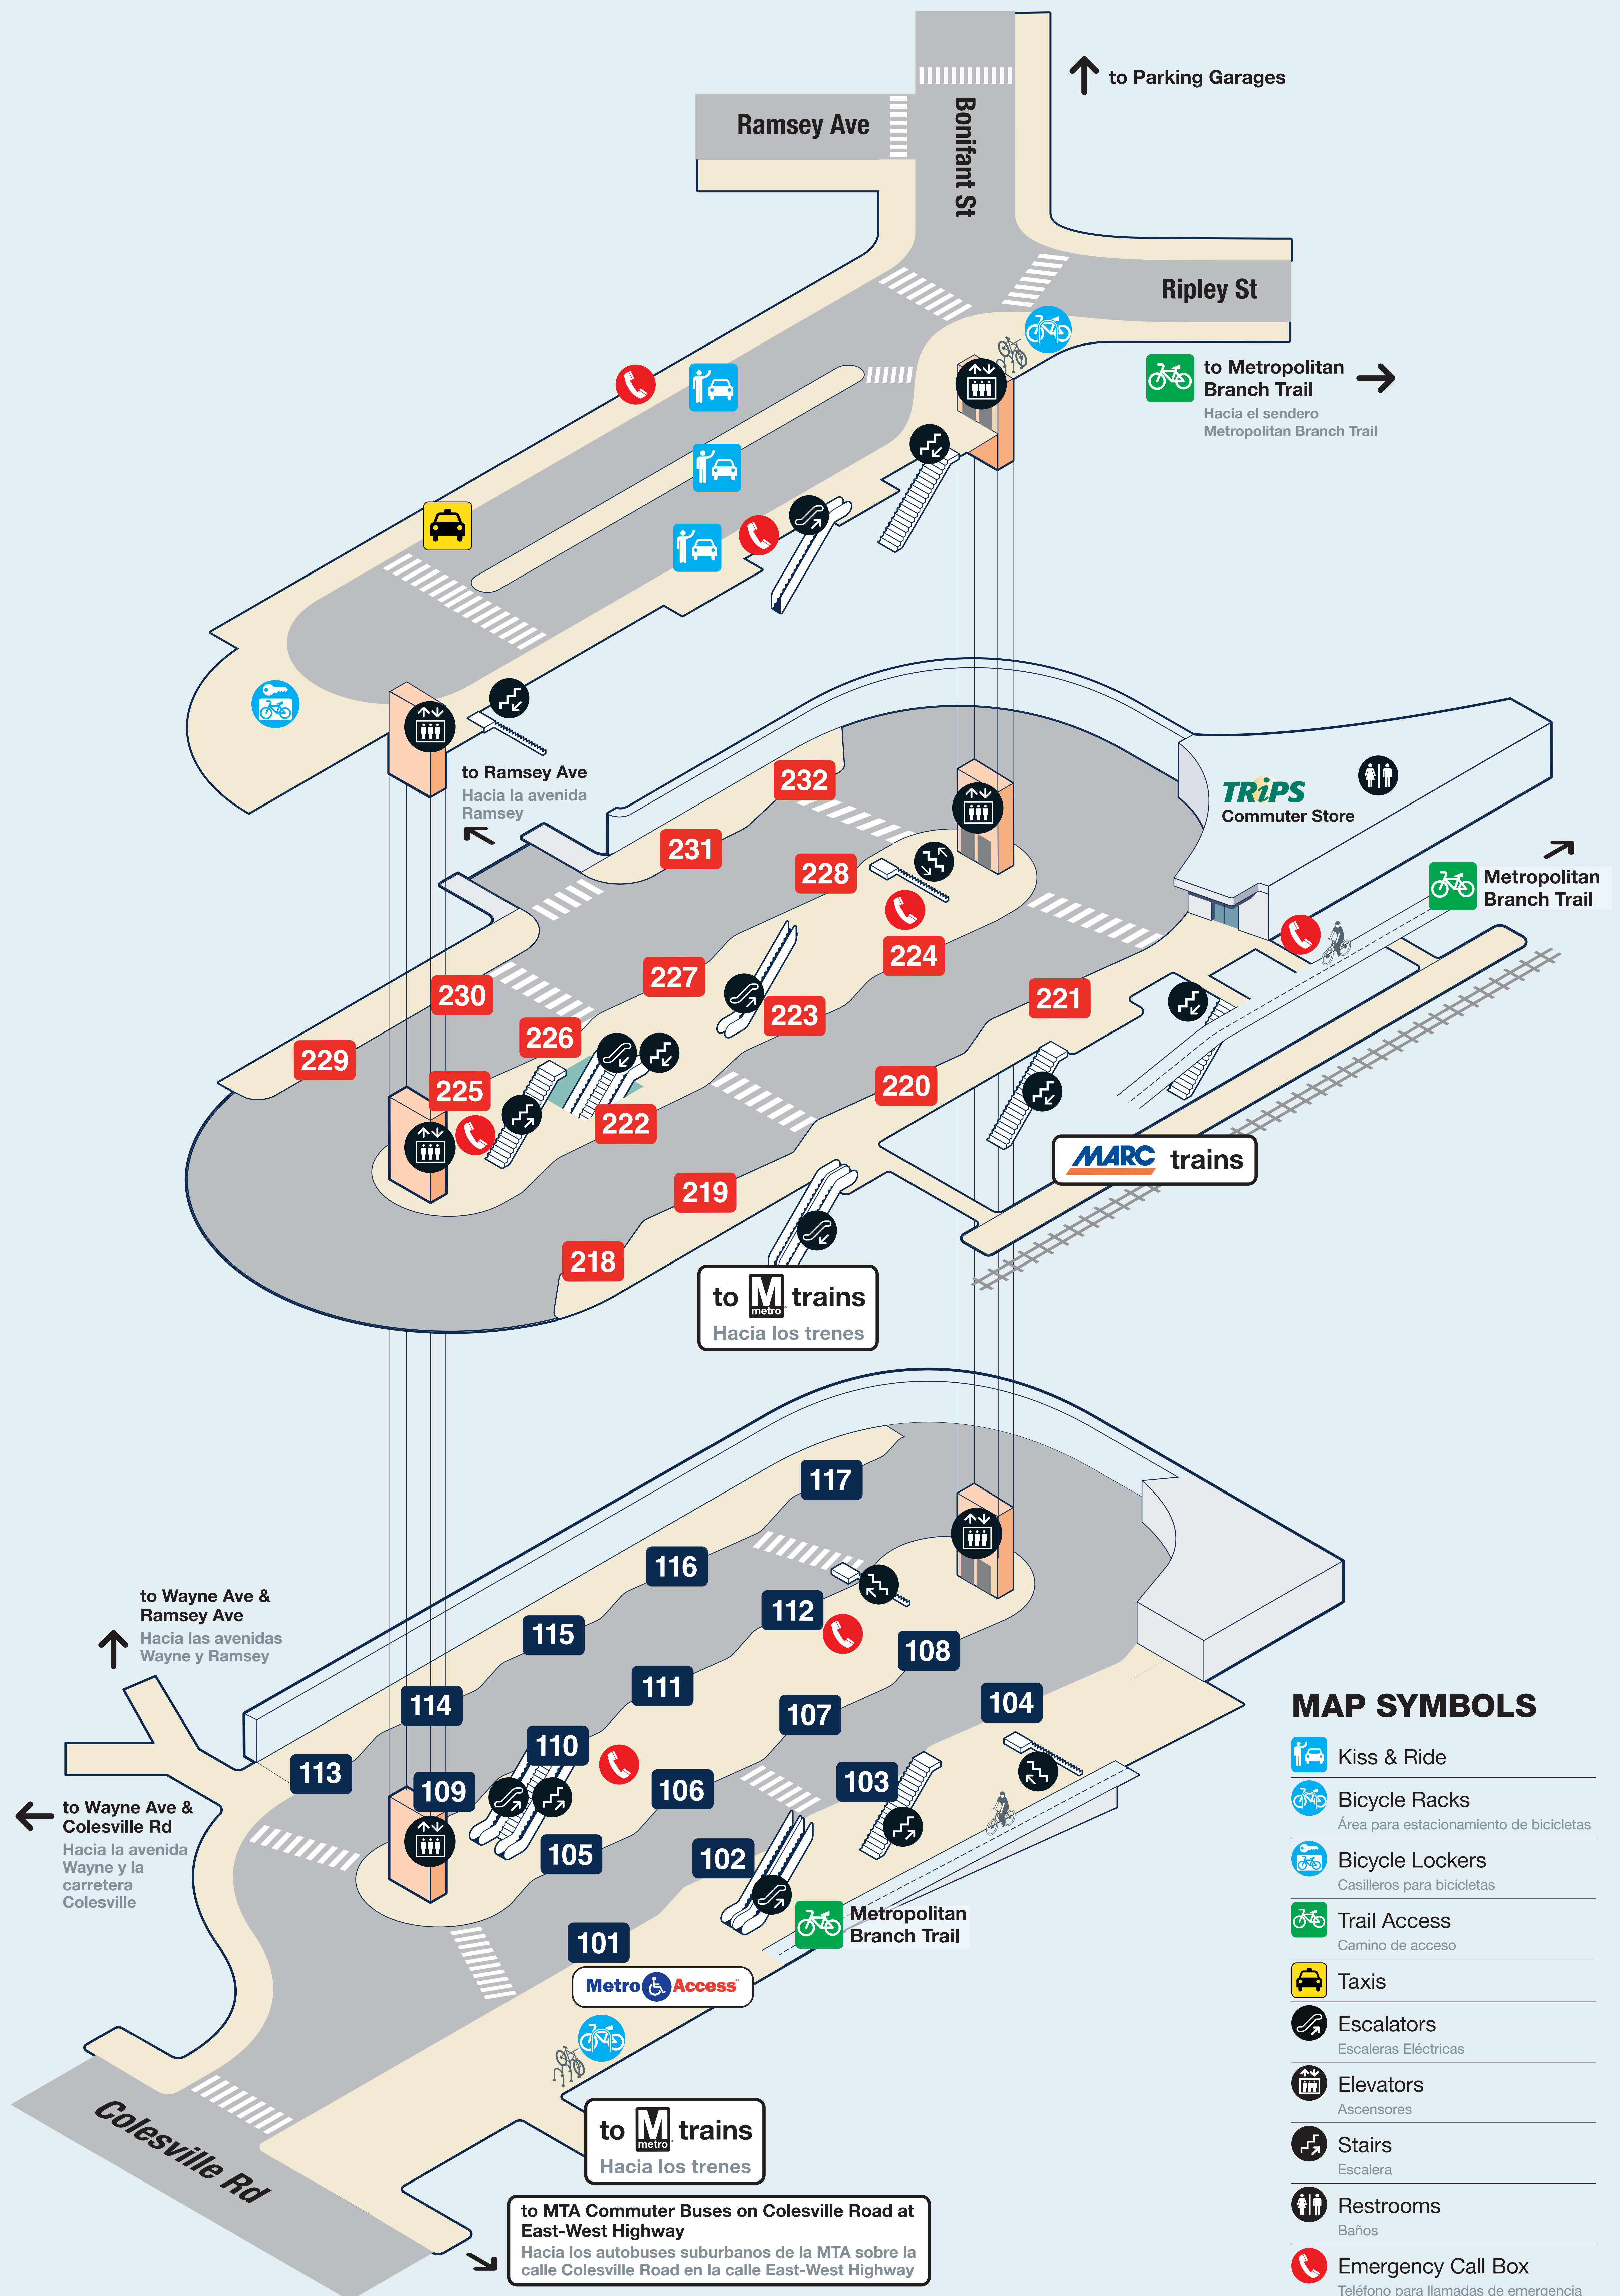 to Parking Garages
Ramsey Ave
Bonifant St
Ripley St
to Metropolitan
Branch Trail
Hacia el sendero
Metropolitan Branch Trail
to Ramsey Ave
Hacia la avenida
Ramsey
232
TRiPS
Commuter Store
231
228
Metropolitan
Branch Trail
224
227
230
221
223
226
229
225
220
222
MARC trains
219
218
to M metro trains
Hacia los trenes
117
116
to Wayne Ave &
Ramsey Ave
Hacia las avenidas
Wayne y Ramsey
112
115
108
111
114
104
107
110
113
109
103
106
to Wayne Ave &
Colesville Rd
Hacia la avenida
Wayne y la
carretera
Colesville
105
102
Metropolitan
Branch Trail
101
Metro Access
Colesville Rd
to M metro trains
Hacia los trenes
to MTA Commuter Buses on Colesville Road at
East-West Highway
Hacia los autobuses suburbanos de la MTA sobre la
calle Colesville Road en la calle East-West Highway
MAP SYMBOLS
Kiss & Ride
Bicycle Racks
Área para estacionamiento de bicicletas
Bicycle Lockers
Casilleros para bicicletas
Trail Access
Camino de acceso
Taxis
Escalators
Escaleras Eléctricas
Elevators
Ascensores
Stairs
Escalera
Restrooms
Baños
Emergency Call Box
Teléfono para llamadas de emergencia